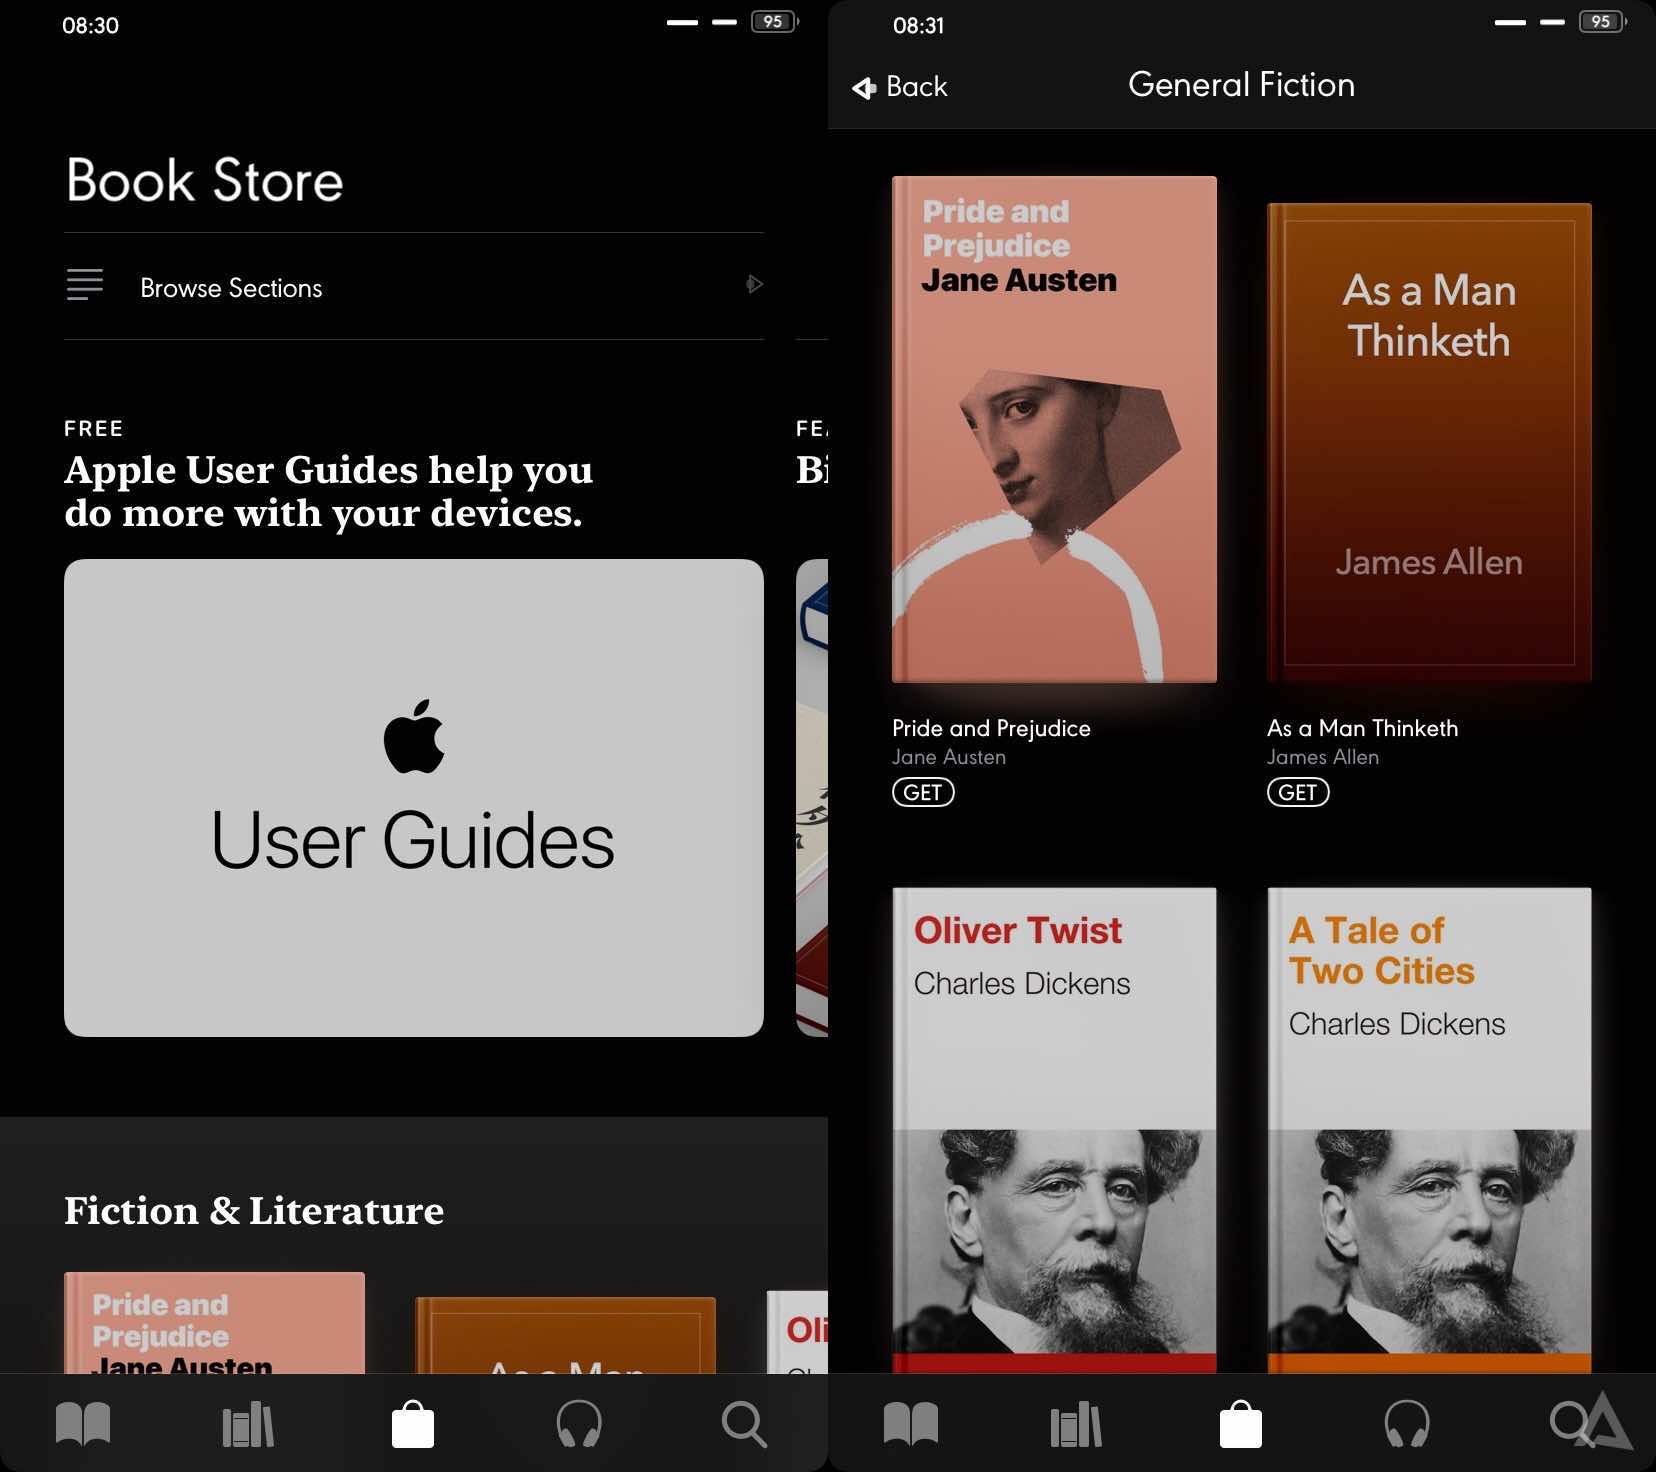 08:30
95
Book Store
Browse Sections
FREE
Apple User Guides help you
do more with your devices.
User Guides
Fiction & Literature
Pride and
Prejudice
Jane Austen
As a Man
Oli
08:31
95
Back
General Fiction
Pride and
Prejudice
Jane Austen
As a Man
Thinketh
James Allen
Pride and Prejudice
Jane Austen
GET
As a Man Thinketh
James Allen
GET
Oliver Twist
Charles Dickens
A Tale of
Two Cities
Charles Dickens